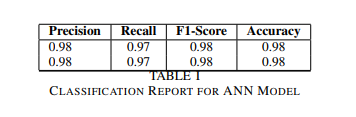 Precision Recall F1-Score Accuracy
0.98 0.97 0.98 0.98
0.98 0.97 0.98 0.98
TABLE I
CLASSIFICATION REPORT FOR ANN MODEL